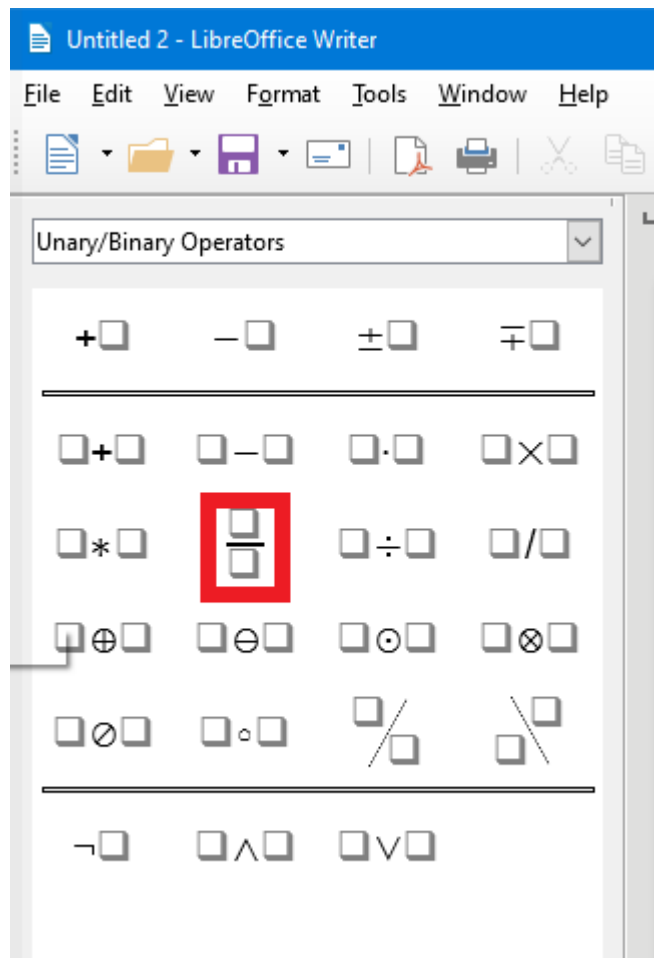 Untitled 2 - LibreOffice Writer
File Edit View Format Tools Window Help
Unary/Binary Operators
+□ −□ ±□ ∓□
□+□ □−□ □·□ □×□
□∗□ □/□ □÷□ □/□
□⊕□ □⊖□ □⊙□ □⊗□
□⊘□ □∘□ □/□ □\□
¬□ □∧□ □∨□